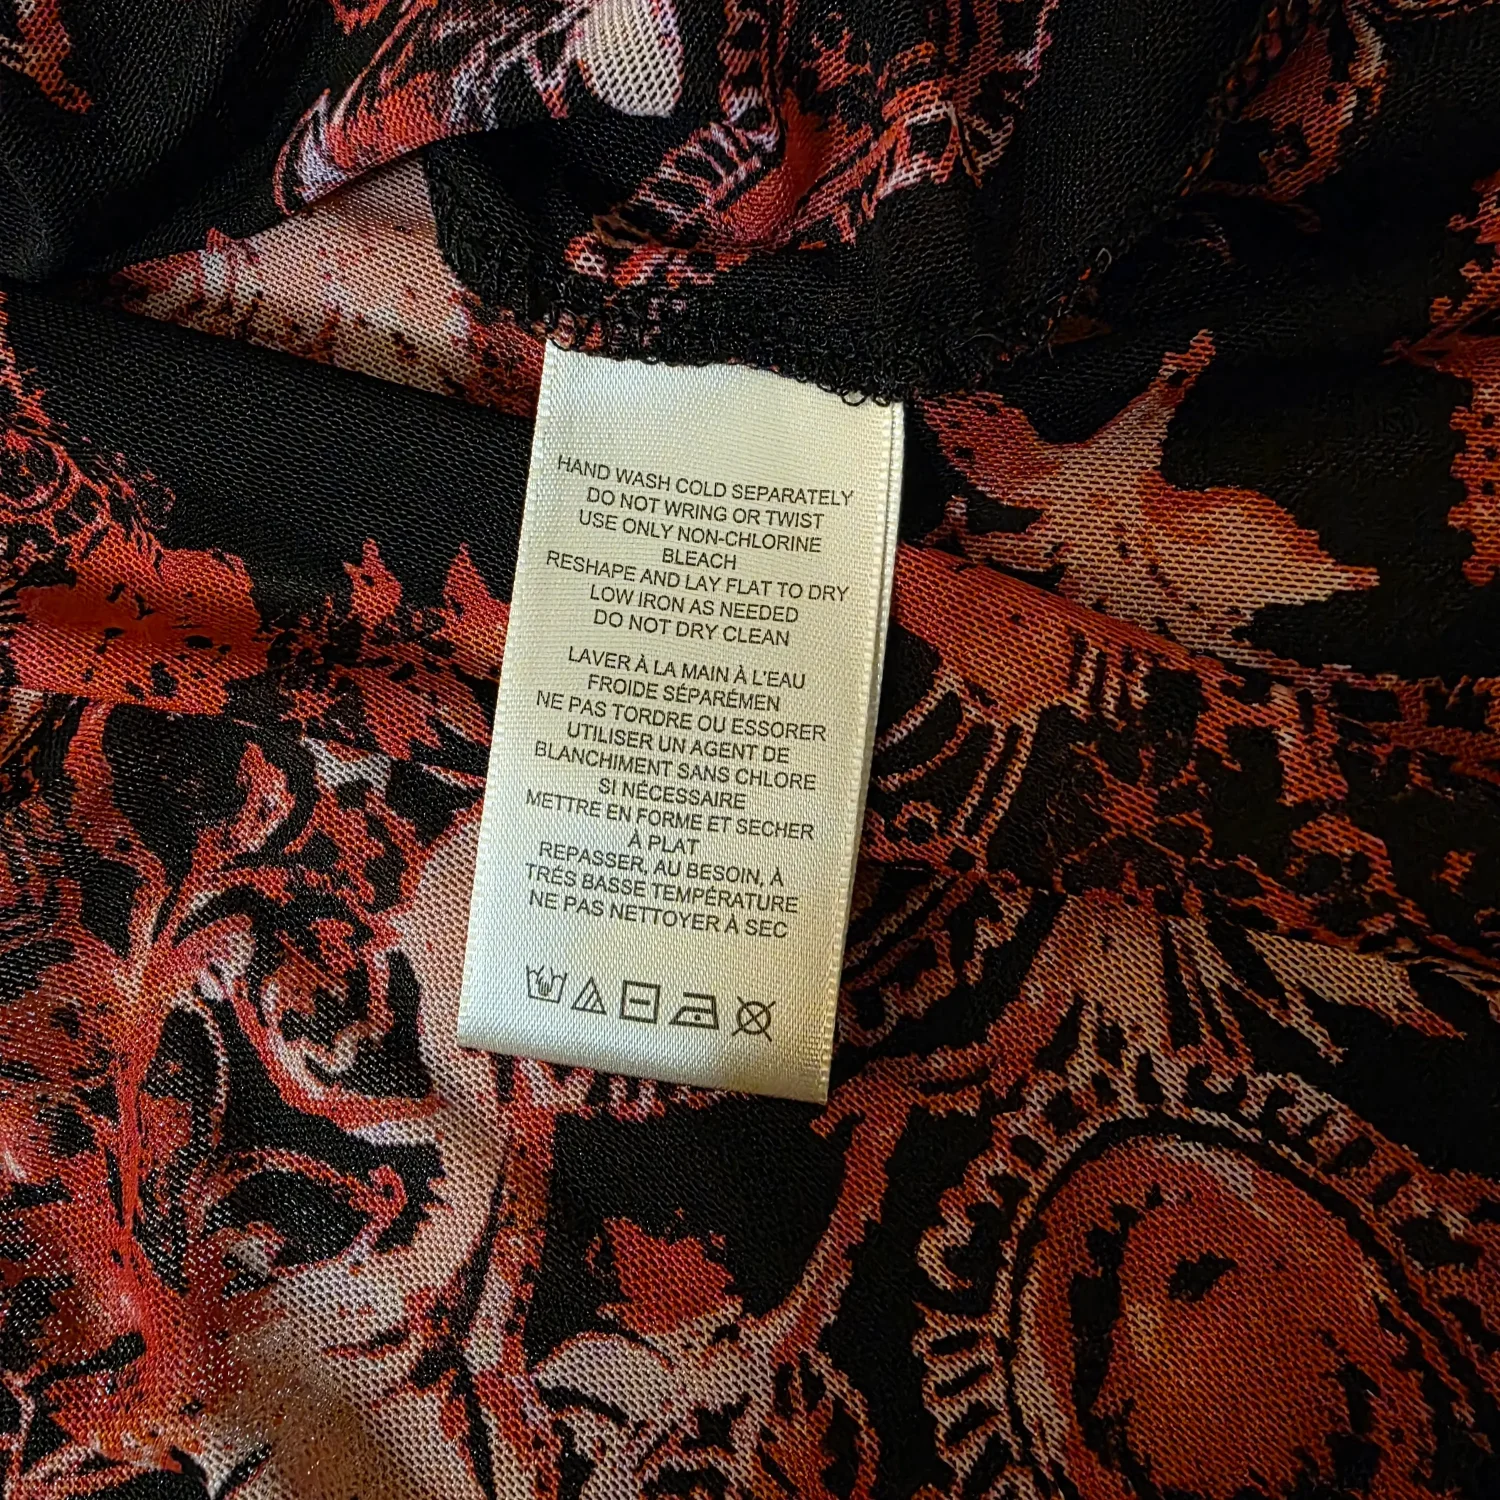 HAND WASH COLD SEPARATELY
DO NOT WRING OR TWIST
USE ONLY NON-CHLORINE
BLEACH
RESHAPE AND LAY FLAT TO DRY
LOW IRON AS NEEDED
DO NOT DRY CLEAN
LAVER À LA MAIN À L'EAU
FROIDE SÉPARÉMEN
NE PAS TORDRE OU ESSORER
UTILISER UN AGENT DE
BLANCHIMENT SANS CHLORE
SI NÉCESSAIRE
METTRE EN FORME ET SECHER
À PLAT
REPASSER, AU BESOIN, À
TRÉS BASSE TEMPÉRATURE
NE PAS NETTOYER À SEC